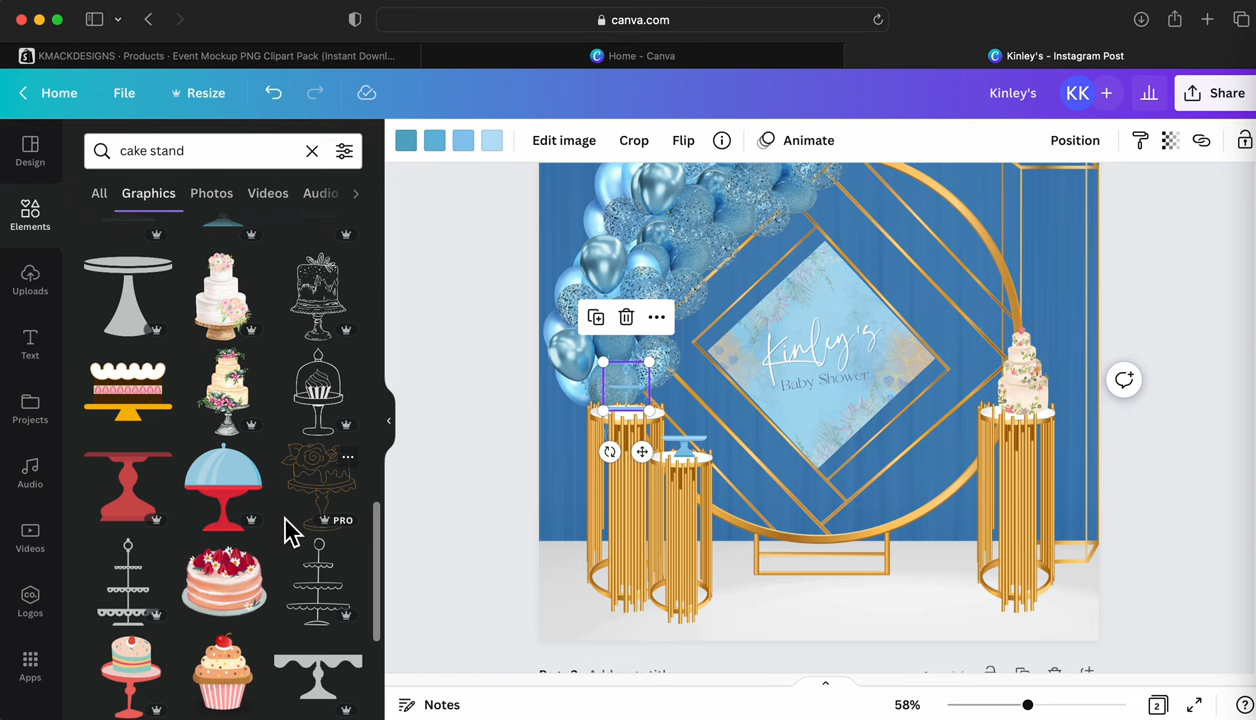 canva.com
KMACKDESIGNS · Products · Event Mockup PNG Clipart Pack (Instant Downl...
Home - Canva
Kinley's - Instagram Post
Home
File
Resize
Kinley's
KK
Share
Design
cake stand
Edit image
Crop
Flip
Animate
Position
Elements
All
Graphics
Photos
Videos
Audio
Uploads
Text
Projects
Audio
Videos
Logos
Co.
Apps
PRO
Kinley's
Baby Shower
Notes
58%
2